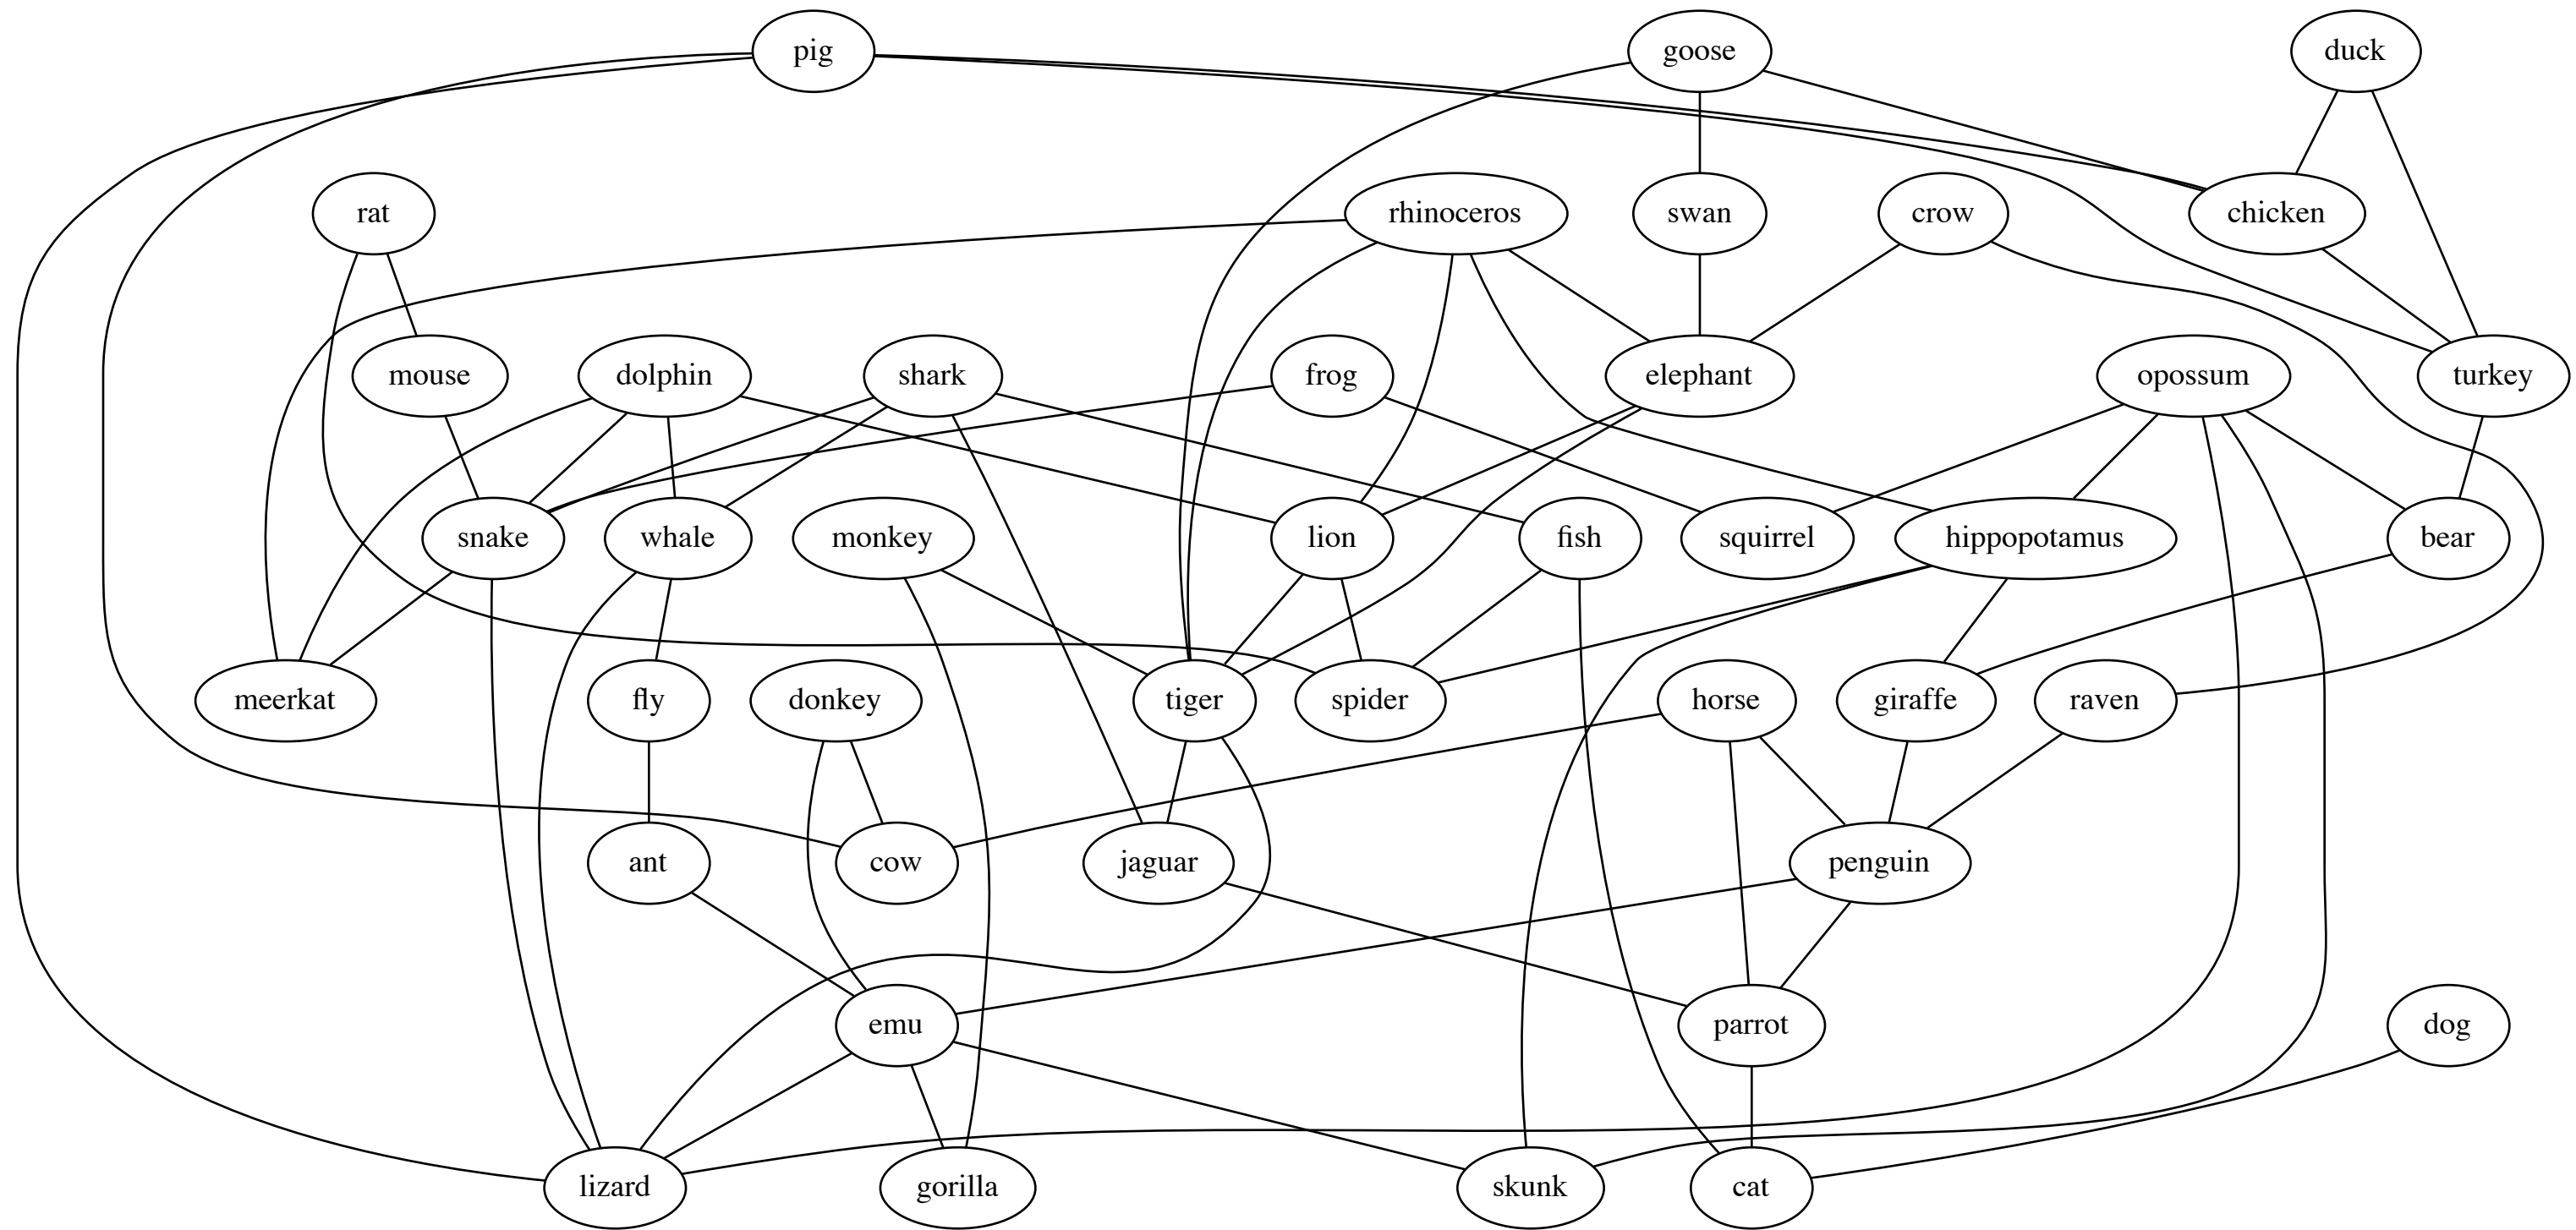 pig
goose
duck
rat
rhinoceros
swan
crow
chicken
mouse
dolphin
shark
frog
elephant
opossum
turkey
snake
whale
monkey
lion
fish
squirrel
hippopotamus
bear
meerkat
fly
donkey
tiger
spider
horse
giraffe
raven
ant
cow
jaguar
penguin
emu
parrot
dog
lizard
gorilla
skunk
cat